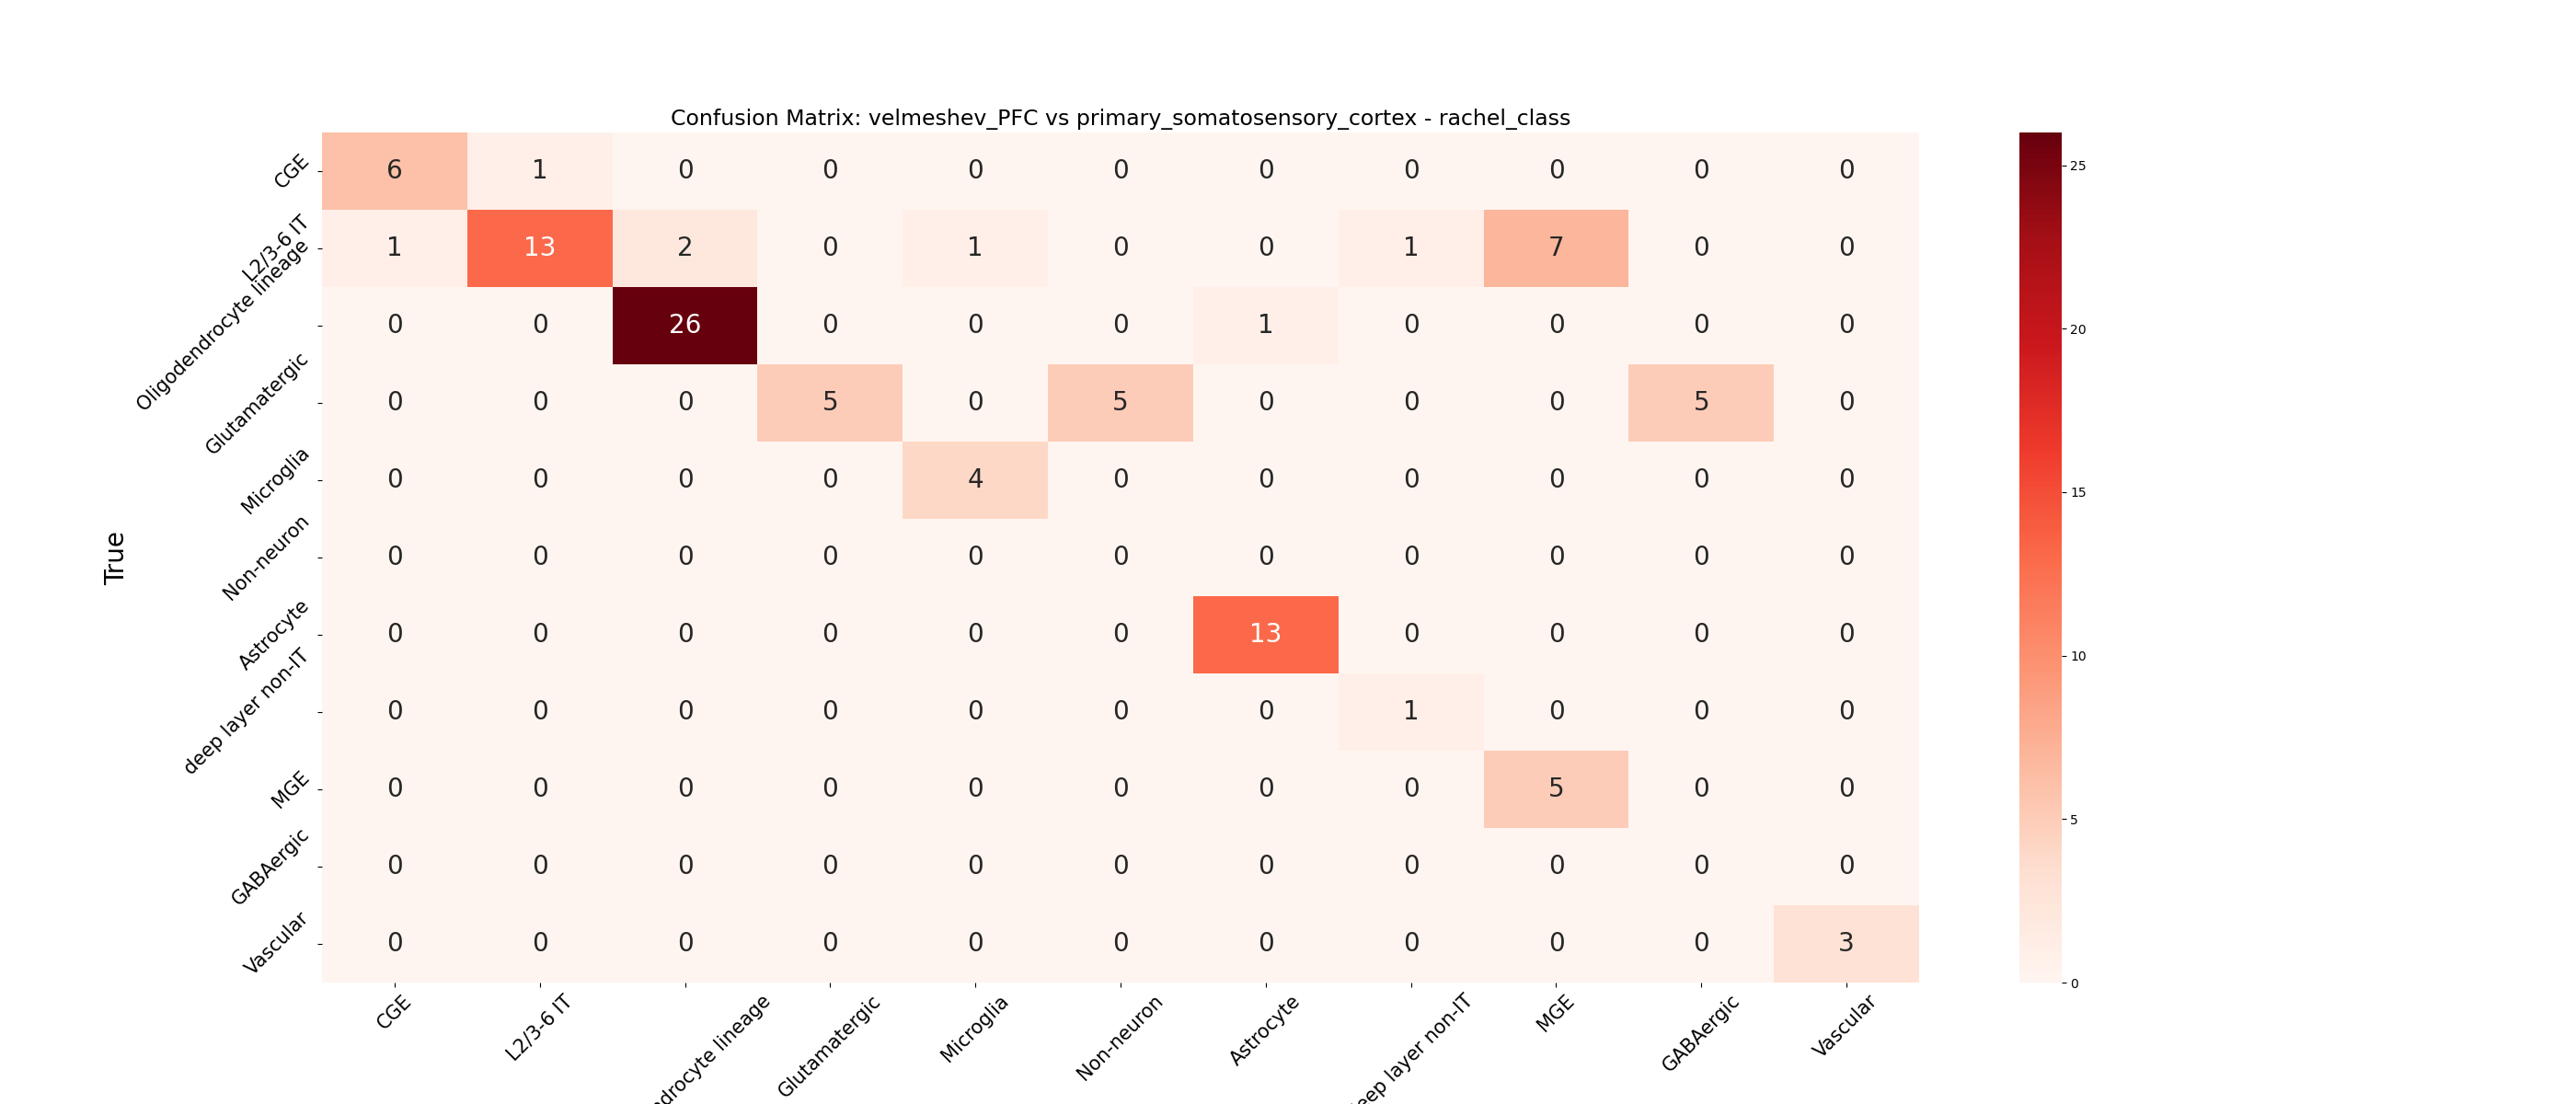 Confusion Matrix: velmeshev_PFC vs primary_somatosensory_cortex - rachel_class
True
CGE 6 1 0 0 0 0 0 0 0 0 0
L2/3-6 IT 1 13 2 0 1 0 0 1 7 0 0
Oligodendrocyte lineage 0 0 26 0 0 0 1 0 0 0 0
Glutamatergic 0 0 0 5 0 5 0 0 0 5 0
Microglia 0 0 0 0 4 0 0 0 0 0 0
Non-neuron 0 0 0 0 0 0 0 0 0 0 0
Astrocyte 0 0 0 0 0 0 13 0 0 0 0
deep layer non-IT 0 0 0 0 0 0 0 1 0 0 0
MGE 0 0 0 0 0 0 0 0 5 0 0
GABAergic 0 0 0 0 0 0 0 0 0 0 0
Vascular 0 0 0 0 0 0 0 0 0 0 3
CGE L2/3-6 IT lineage Glutamatergic Microglia Non-neuron Astrocyte layer non-IT MGE GABAergic Vascular
25
20
15
10
5
0